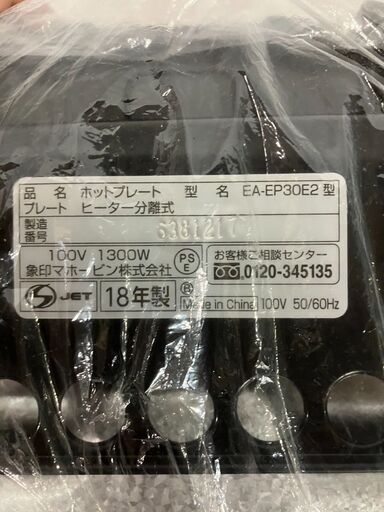 品　名　ホットプレート　型　名　EA-EP30E2 型
プレート　ヒーター分離式
製造
番号
100V　1300W
PS
E
お客様ご相談センター
象印マホービン株式会社
0120-345135
S JET
18年製
Made in China 100V 50/60Hz